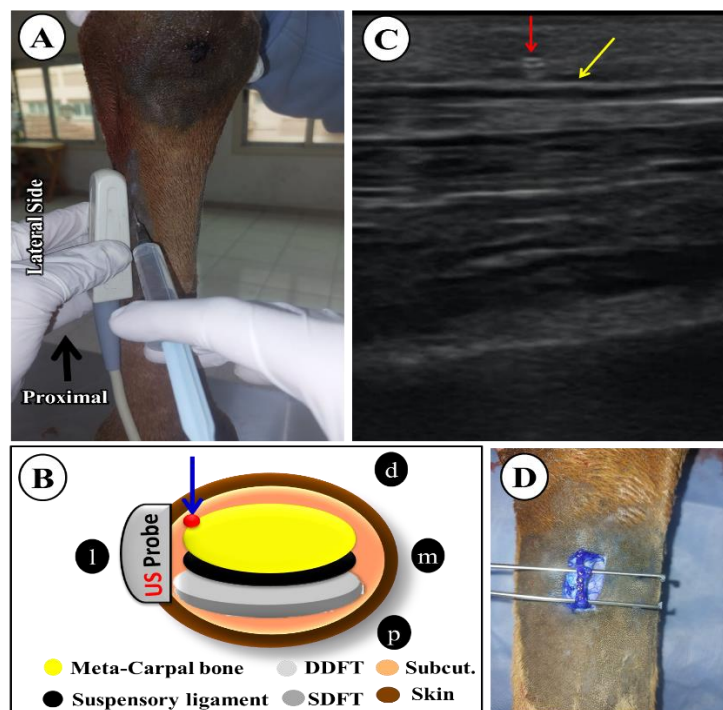 A
Lateral Side
Proximal
C
B
d
l
US Probe
m
p
Meta-Carpal bone
DDFT
Subcut.
Suspensory ligament
SDFT
Skin
D